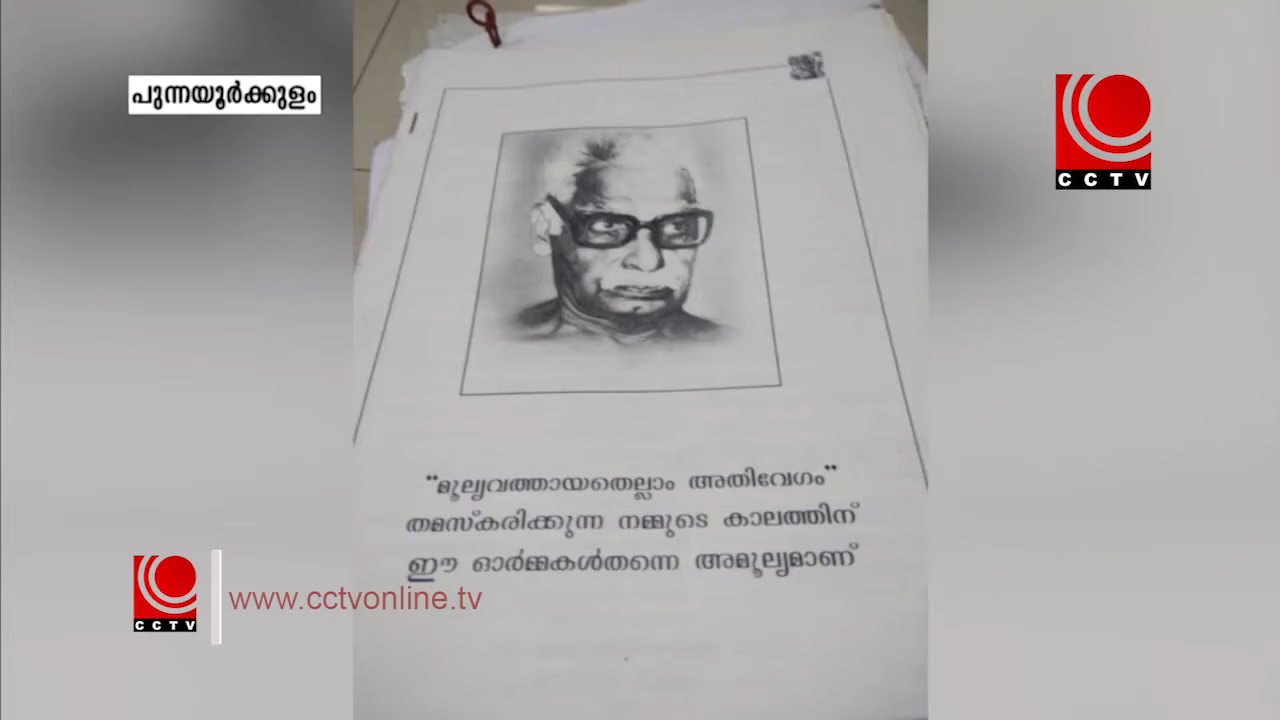 പുന്നയൂർക്കുളം
CCTV
"മൂല്യവത്തായതെല്ലാം അതിവേഗം"
തമസ്കരിക്കുന്ന നമ്മുടെ കാലത്തിന്
ഈ ഓർമ്മകൾതന്നെ അമൂല്യമാണ്
CCTV
www.cctvonline.tv